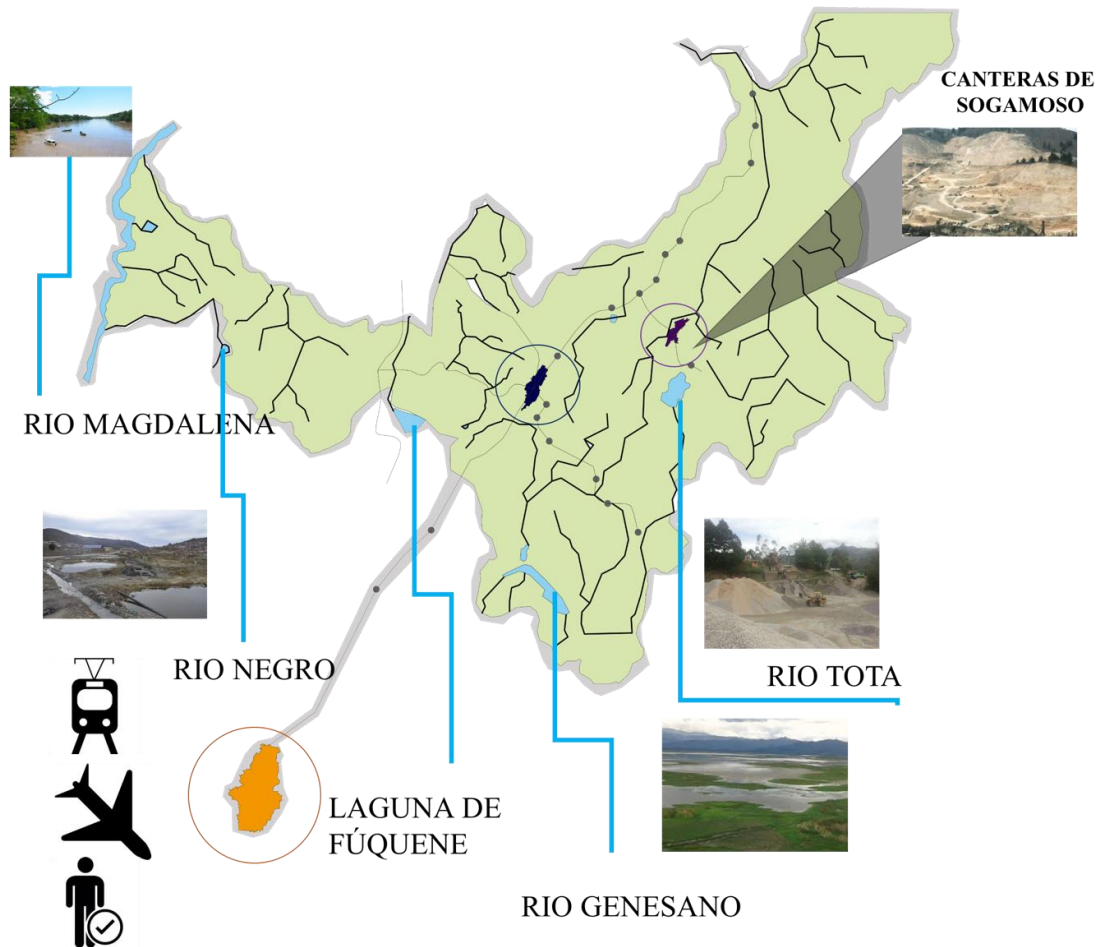 CANTERAS DE
SOGAMOSO
RIO MAGDALENA
RIO NEGRO
RIO TOTA
LAGUNA DE
FÚQUENE
RIO GENESANO